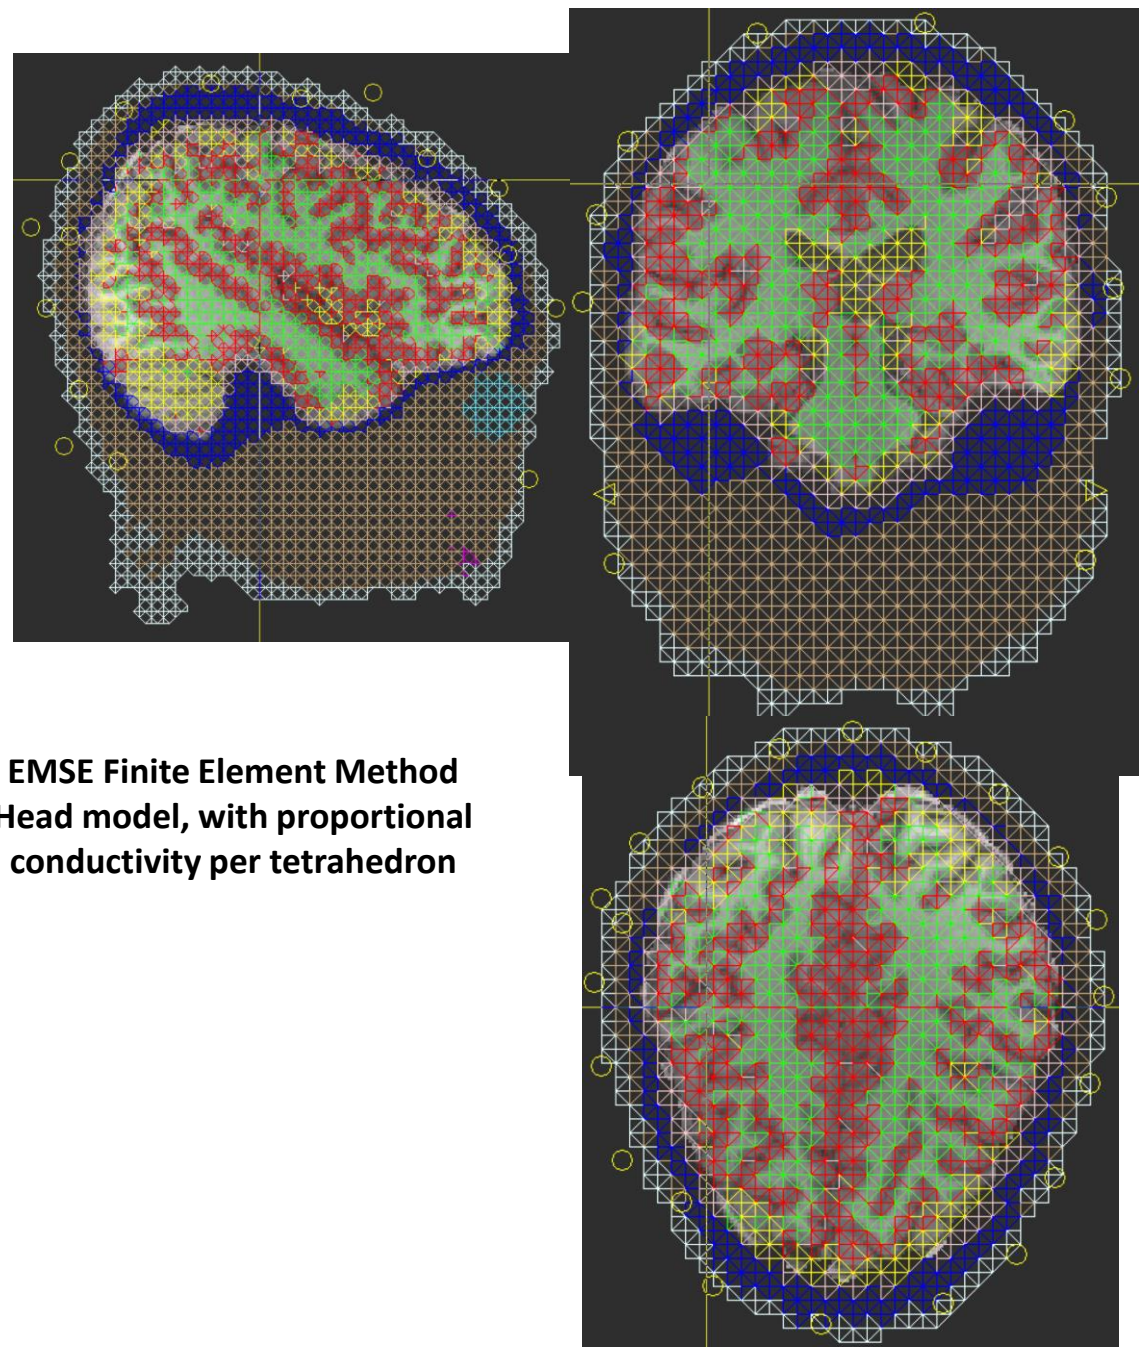 EMSE Finite Element Method
Head model, with proportional
conductivity per tetrahedron